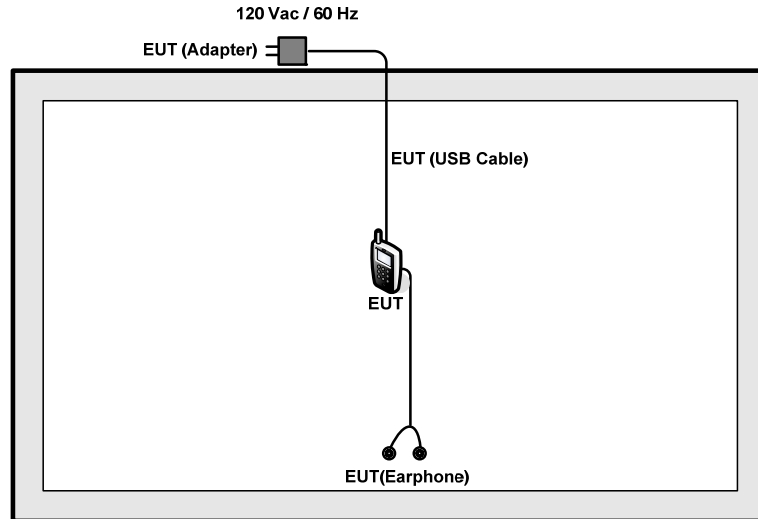 120 Vac / 60 Hz
EUT (Adapter)
EUT (USB Cable)
EUT
EUT(Earphone)